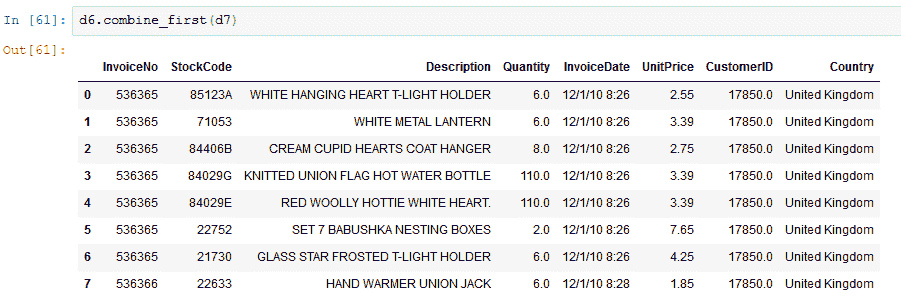 In [61]: d6.combine_first(d7)
Out[61]:
InvoiceNo StockCode Description Quantity InvoiceDate UnitPrice CustomerID Country
0 536365 85123A WHITE HANGING HEART T-LIGHT HOLDER 6.0 12/1/10 8:26 2.55 17850.0 United Kingdom
1 536365 71053 WHITE METAL LANTERN 6.0 12/1/10 8:26 3.39 17850.0 United Kingdom
2 536365 84406B CREAM CUPID HEARTS COAT HANGER 8.0 12/1/10 8:26 2.75 17850.0 United Kingdom
3 536365 84029G KNITTED UNION FLAG HOT WATER BOTTLE 110.0 12/1/10 8:26 3.39 17850.0 United Kingdom
4 536365 84029E RED WOOLLY HOTTIE WHITE HEART. 110.0 12/1/10 8:26 3.39 17850.0 United Kingdom
5 536365 22752 SET 7 BABUSHKA NESTING BOXES 2.0 12/1/10 8:26 7.65 17850.0 United Kingdom
6 536365 21730 GLASS STAR FROSTED T-LIGHT HOLDER 6.0 12/1/10 8:26 4.25 17850.0 United Kingdom
7 536366 22633 HAND WARMER UNION JACK 6.0 12/1/10 8:28 1.85 17850.0 United Kingdom